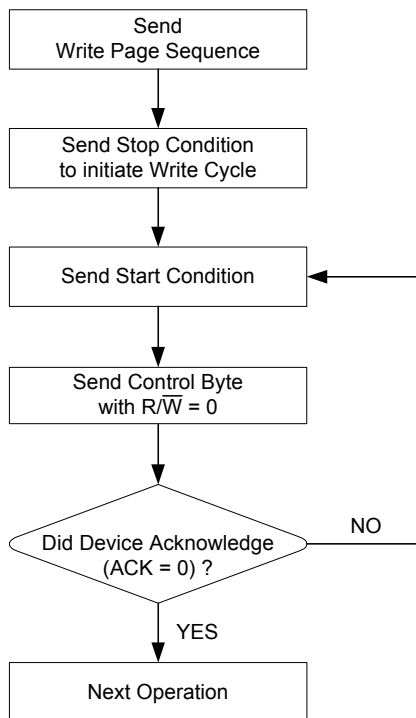 Send
Write Page Sequence
Send Stop Condition
to initiate Write Cycle
Send Start Condition
Send Control Byte
with R/W̅ = 0
Did Device Acknowledge
(ACK = 0) ?
NO
YES
Next Operation